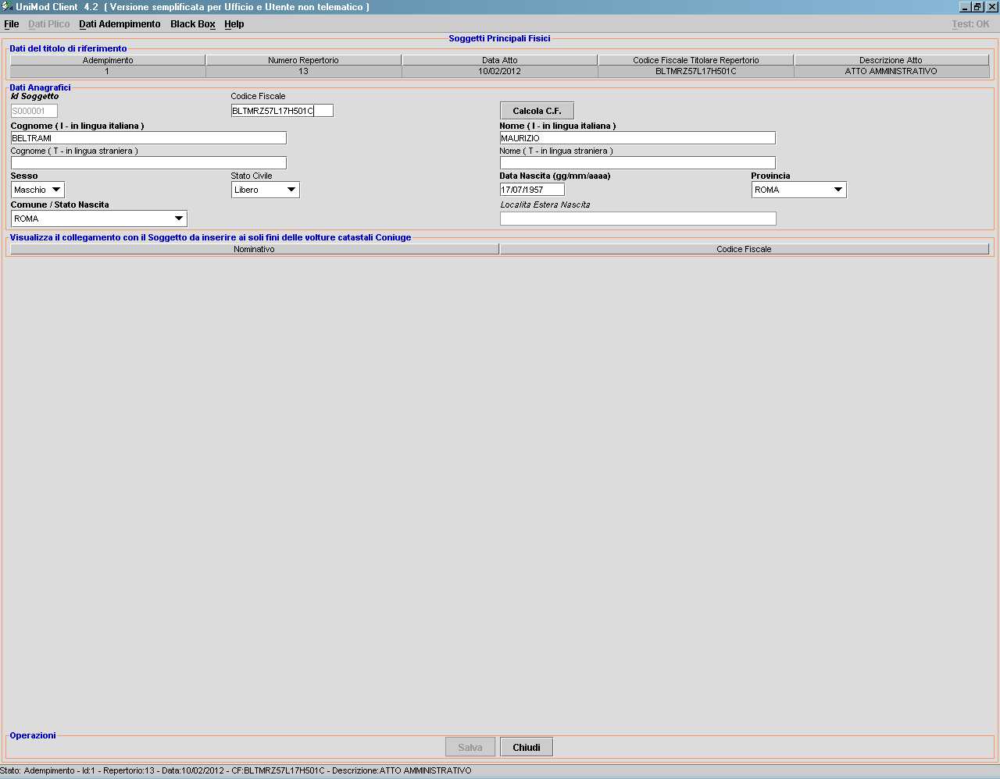 UniMod Client 4.2 ( Versione semplificata per Ufficio e Utente non telematico )
File Dati Plico Dati Adempimento Black Box Help Test: OK
Soggetti Principali Fisici
Dati del titolo di riferimento
Adempimento Numero Repertorio Data Atto Codice Fiscale Titolare Repertorio Descrizione Atto
1 13 10/02/2012 BLTMRZ57L17H501C ATTO AMMINISTRATIVO
Dati Anagrafici
Id Soggetto Codice Fiscale
S000001 BLTMRZ57L17H501C Calcola C.F.
Cognome ( I - in lingua italiana ) Nome ( I - in lingua italiana )
BELTRAMI MAURIZIO
Cognome ( T - in lingua straniera ) Nome ( T - in lingua straniera )
Sesso Stato Civile Data Nascita (gg/mm/aaaa) Provincia
Maschio Libero 17/07/1957 ROMA
Comune / Stato Nascita Localita Estera Nascita
ROMA
Visualizza il collegamento con il Soggetto da inserire ai soli fini delle volture catastali Coniuge
Nominativo Codice Fiscale
Operazioni
Salva Chiudi
Stato: Adempimento - Id:1 - Repertorio:13 - Data:10/02/2012 - CF:BLTMRZ57L17H501C - Descrizione:ATTO AMMINISTRATIVO